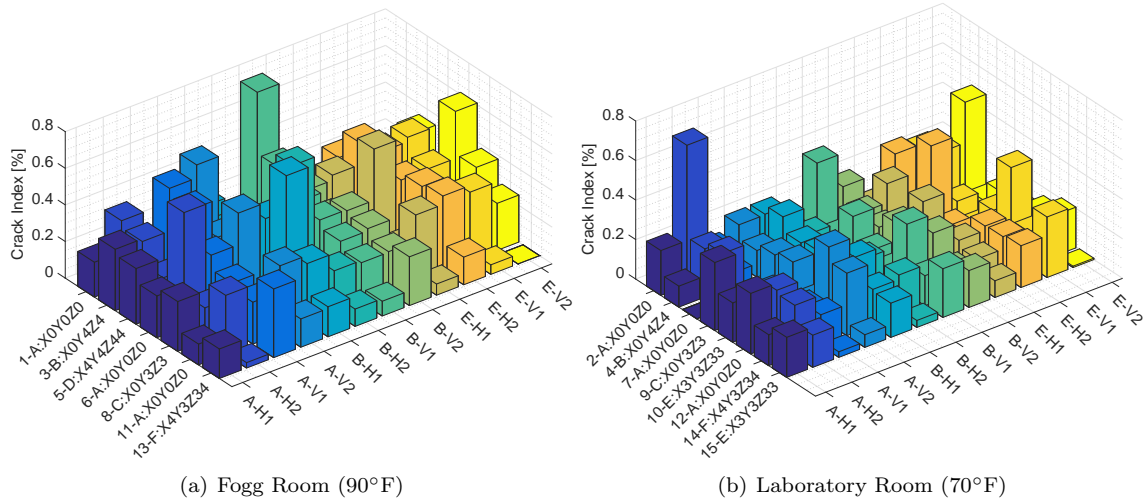 Crack Index [%]
0.8
0.6
0.4
0.2
0
1-A:X0Y0Z0
3-B:X0Y4Z4
5-D:X4Y4Z44
6-A:X0Y0Z0
8-C:X0Y3Z3
11-A:X0Y0Z0
13-F:X4Y3Z34
A-H1
A-H2
A-V1
A-V2
B-H1
B-H2
B-V1
B-V2
E-H1
E-H2
E-V1
E-V2
(a) Fogg Room (90°F)
Crack Index [%]
0.8
0.6
0.4
0.2
0
2-A:X0Y0Z0
4-B:X0Y4Z4
7-A:X0Y0Z0
9-C:X0Y3Z3
10-E:X3Y3Z33
12-A:X0Y0Z0
14-F:X4Y3Z34
15-E:X3Y3Z33
A-H1
A-H2
A-V1
A-V2
B-H1
B-H2
B-V1
B-V2
E-H1
E-H2
E-V1
E-V2
(b) Laboratory Room (70°F)